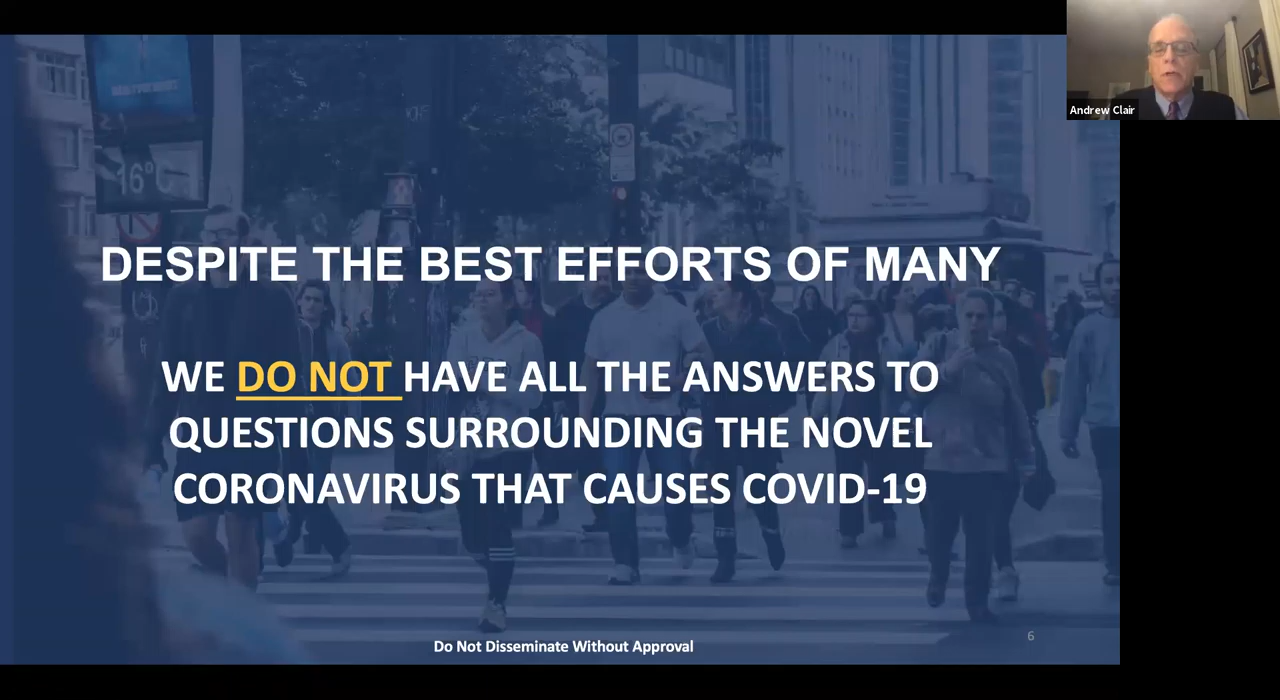 Andrew Clair
16°C
DESPITE THE BEST EFFORTS OF MANY
WE DO NOT HAVE ALL THE ANSWERS TO
QUESTIONS SURROUNDING THE NOVEL
CORONAVIRUS THAT CAUSES COVID-19
6
Do Not Disseminate Without Approval